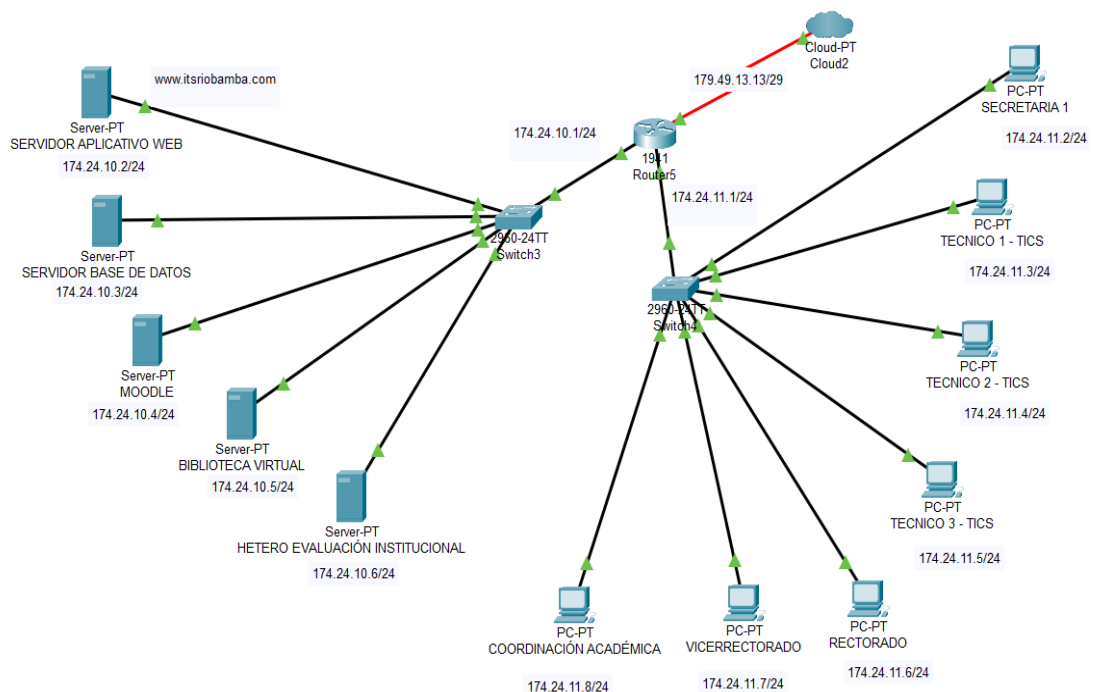 Cloud-PT
Cloud2
179.49.13.13/29
www.itsriobamba.com
Server-PT
SERVIDOR APLICATIVO WEB
174.24.10.2/24
174.24.10.1/24
1941
Router5
174.24.11.1/24
PC-PT
SECRETARIA 1
174.24.11.2/24
Server-PT
SERVIDOR BASE DE DATOS
174.24.10.3/24
2960-24TT
Switch3
PC-PT
TECNICO 1 - TICS
174.24.11.3/24
2960-24TT
Switch4
Server-PT
MOODLE
174.24.10.4/24
PC-PT
TECNICO 2 - TICS
174.24.11.4/24
Server-PT
BIBLIOTECA VIRTUAL
174.24.10.5/24
PC-PT
TECNICO 3 - TICS
174.24.11.5/24
Server-PT
HETERO EVALUACIÓN INSTITUCIONAL
174.24.10.6/24
PC-PT
COORDINACIÓN ACADÉMICA
174.24.11.8/24
PC-PT
VICERRECTORADO
174.24.11.7/24
PC-PT
RECTORADO
174.24.11.6/24